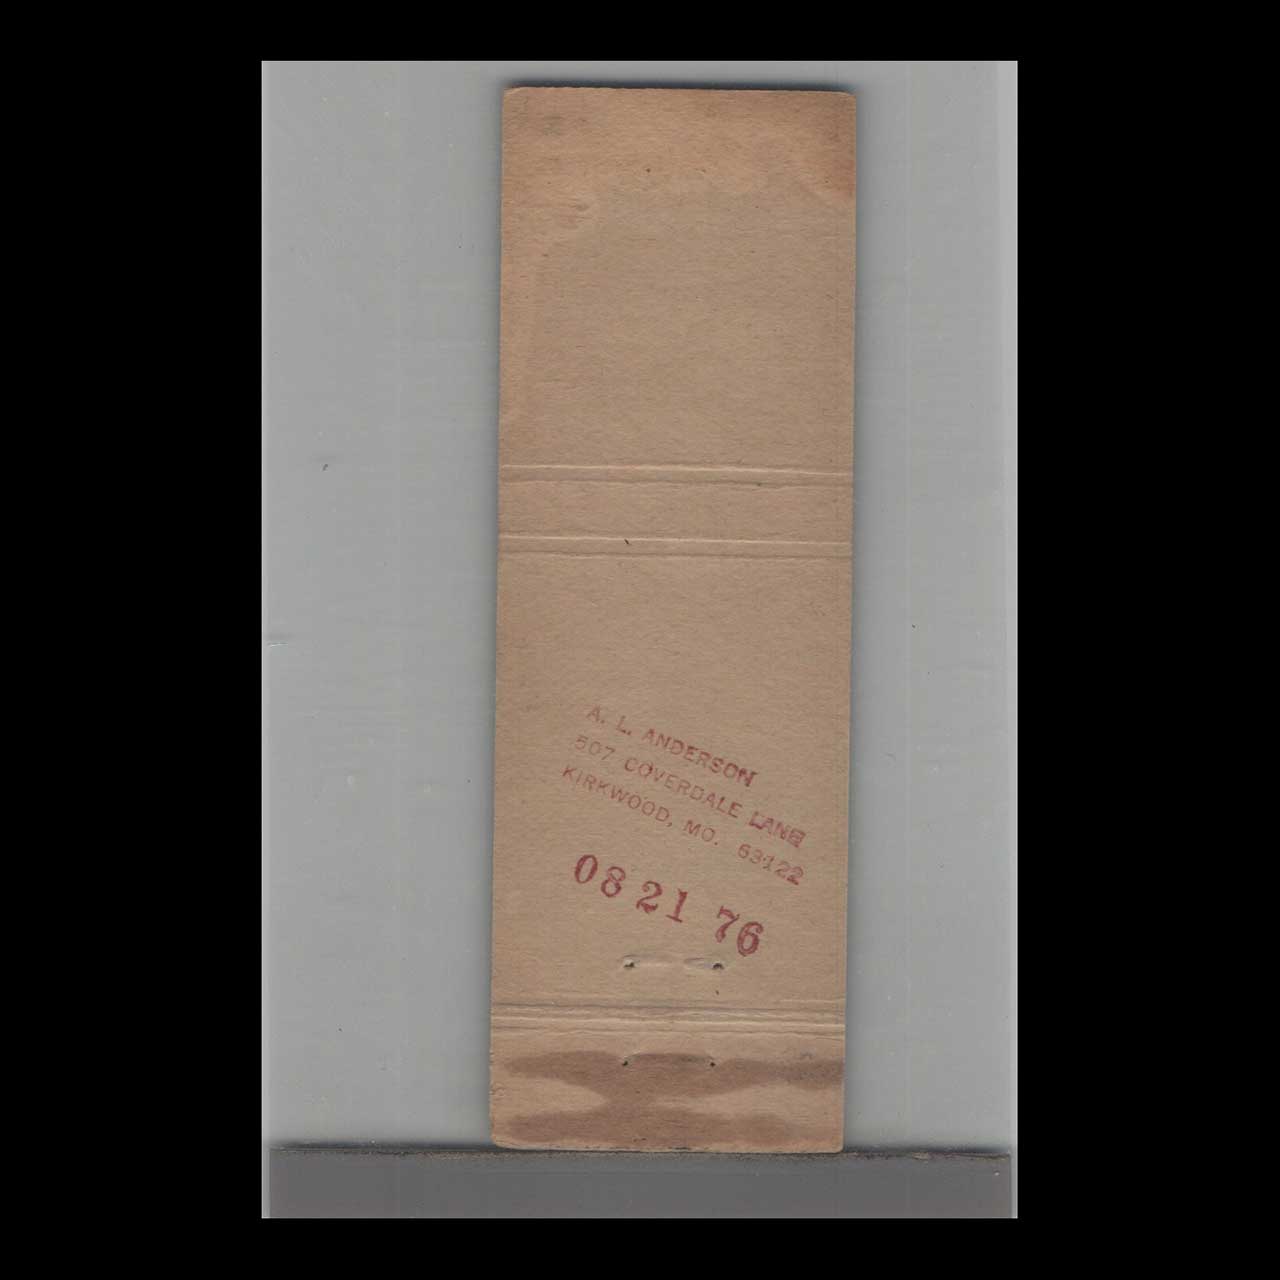 A. L. ANDERSON
507 COVERDALE LANE
KIRKWOOD, MO. 63122
08 21 76